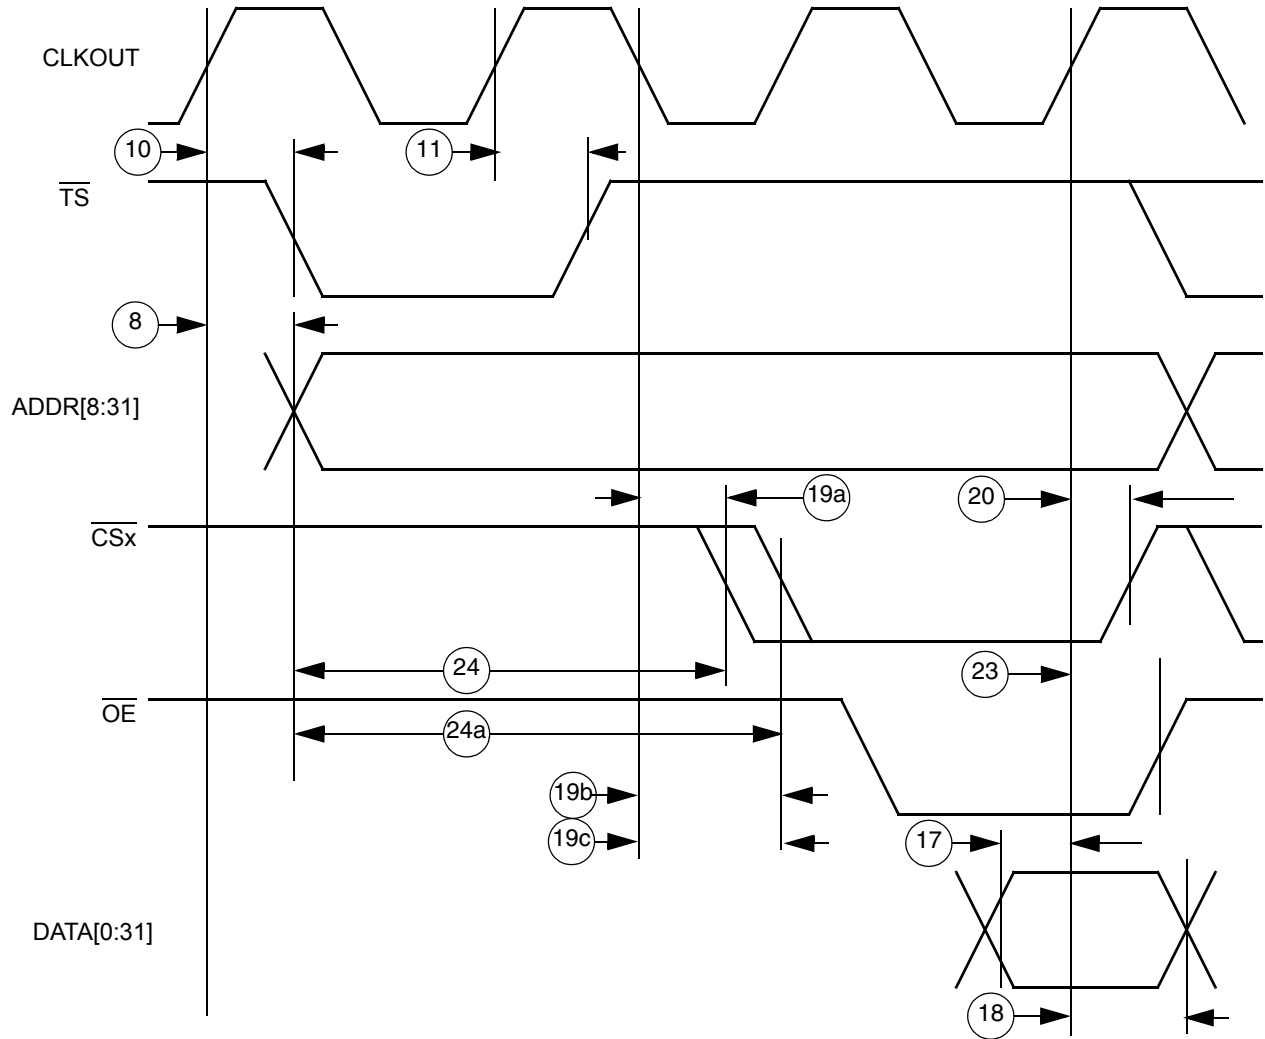 CLKOUT
10
11
TS
8
ADDR[8:31]
19a
20
CSx
24
23
OE
24a
19b
19c
17
DATA[0:31]
18